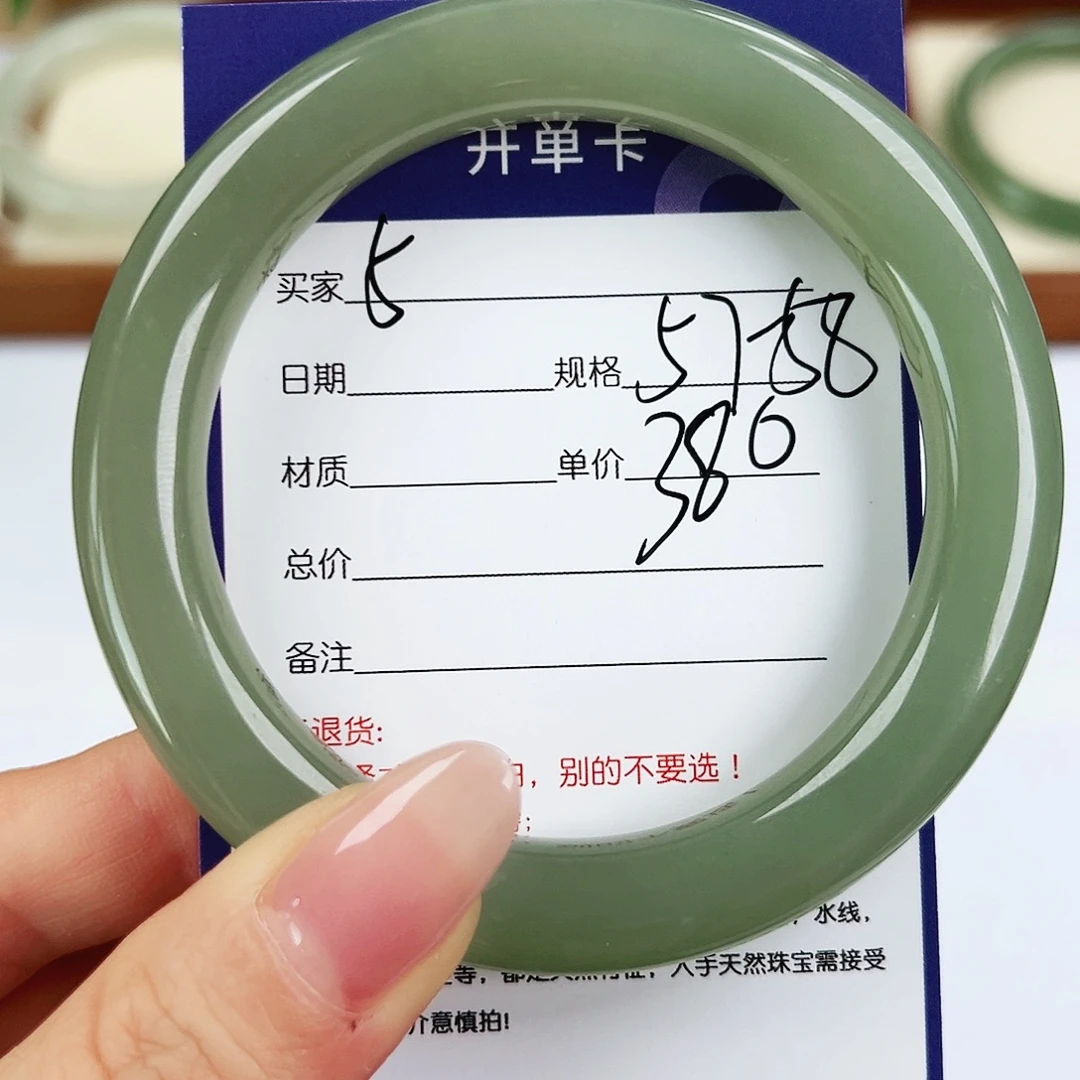 开单卡
买家
日期 规格 57
材质 单价 380
总价
备注
退货:
，别的不要选！
水线，
等，都是天然特征，入手天然珠宝需接受
介意慎拍!